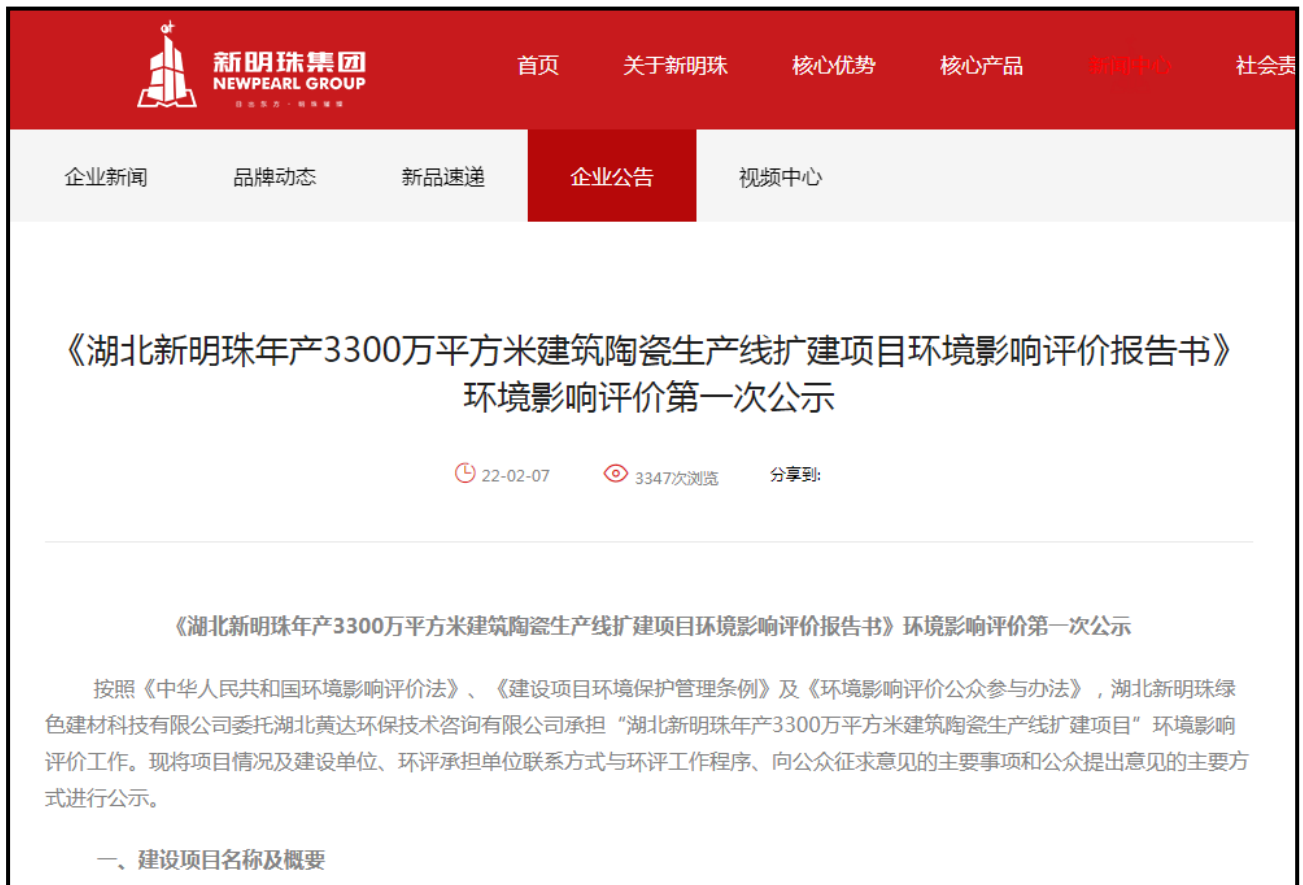 新明珠集团
NEWPEARL GROUP
首页 关于新明珠 核心优势 核心产品 新闻中心 社会责
企业新闻 品牌动态 新品速递 企业公告 视频中心
《湖北新明珠年产3300万平方米建筑陶瓷生产线扩建项目环境影响评价报告书》
环境影响评价第一次公示
22-02-07 3347次浏览 分享到:
《湖北新明珠年产3300万平方米建筑陶瓷生产线扩建项目环境影响评价报告书》环境影响评价第一次公示
按照《中华人民共和国环境影响评价法》、《建设项目环境保护管理条例》及《环境影响评价公众参与办法》，湖北新明珠绿
色建材科技有限公司委托湖北黄达环保技术咨询有限公司承担“湖北新明珠年产3300万平方米建筑陶瓷生产线扩建项目”环境影响
评价工作。现将项目情况及建设单位、环评承担单位联系方式与环评工作程序、向公众征求意见的主要事项和公众提出意见的主要方
式进行公示。
一、建设项目名称及概要